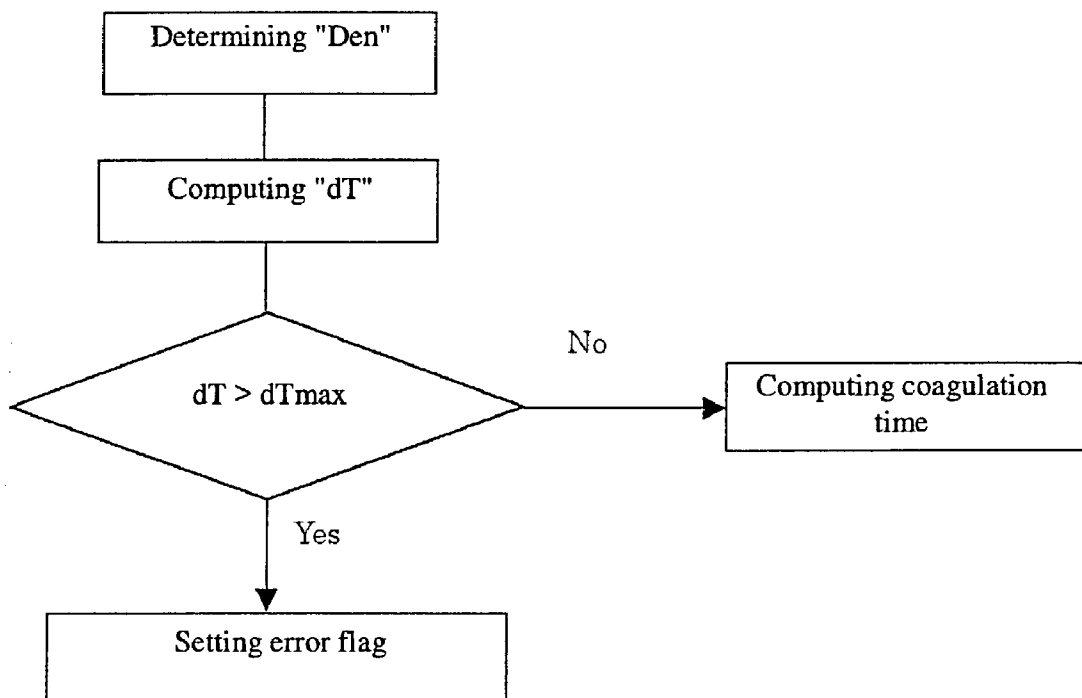 Determining "Den"
Computing "dT"
dT > dTmax
No
Computing coagulation
time
Yes
Setting error flag